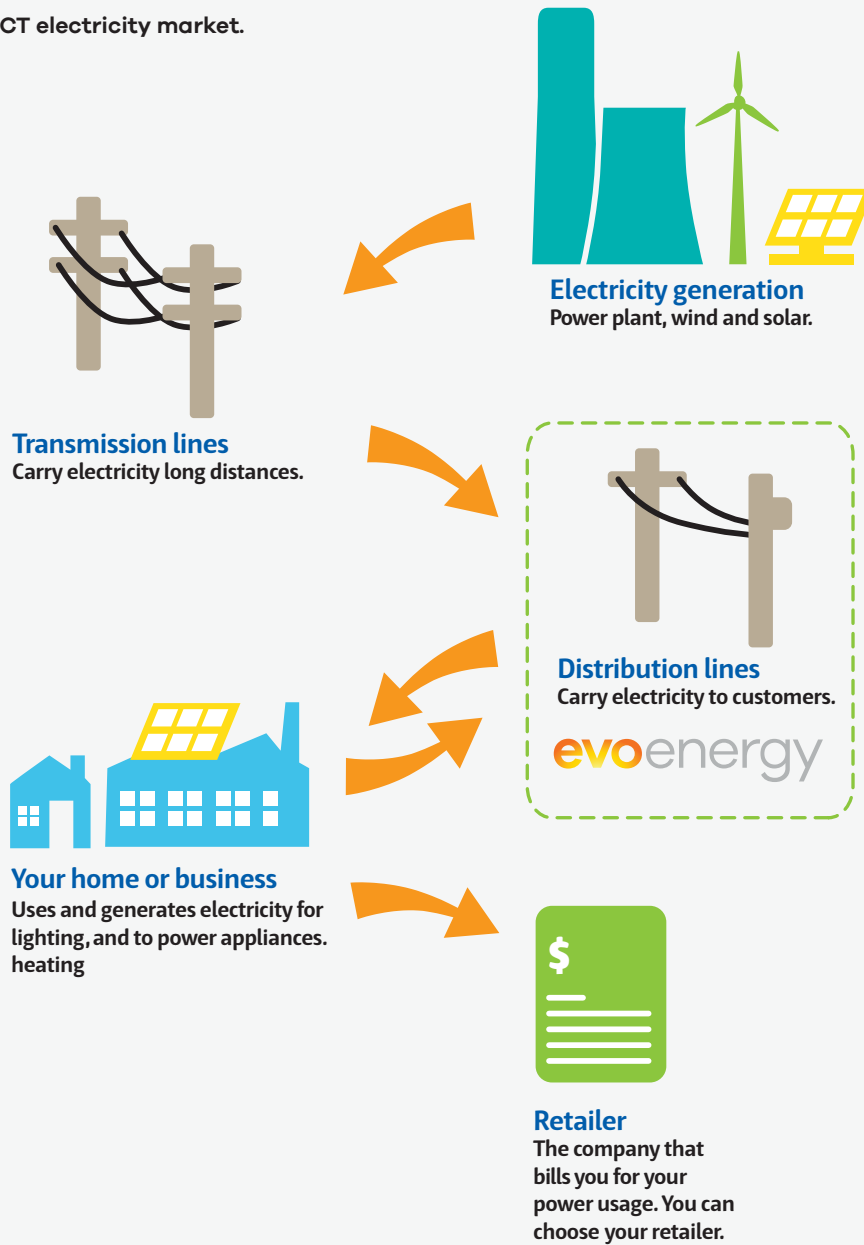 CT electricity market.
Electricity generation
Power plant, wind and solar.
Transmission lines
Carry electricity long distances.
Distribution lines
Carry electricity to customers.
evoenergy
Your home or business
Uses and generates electricity for
lighting, and to power appliances.
heating
$
Retailer
The company that
bills you for your
power usage. You can
choose your retailer.